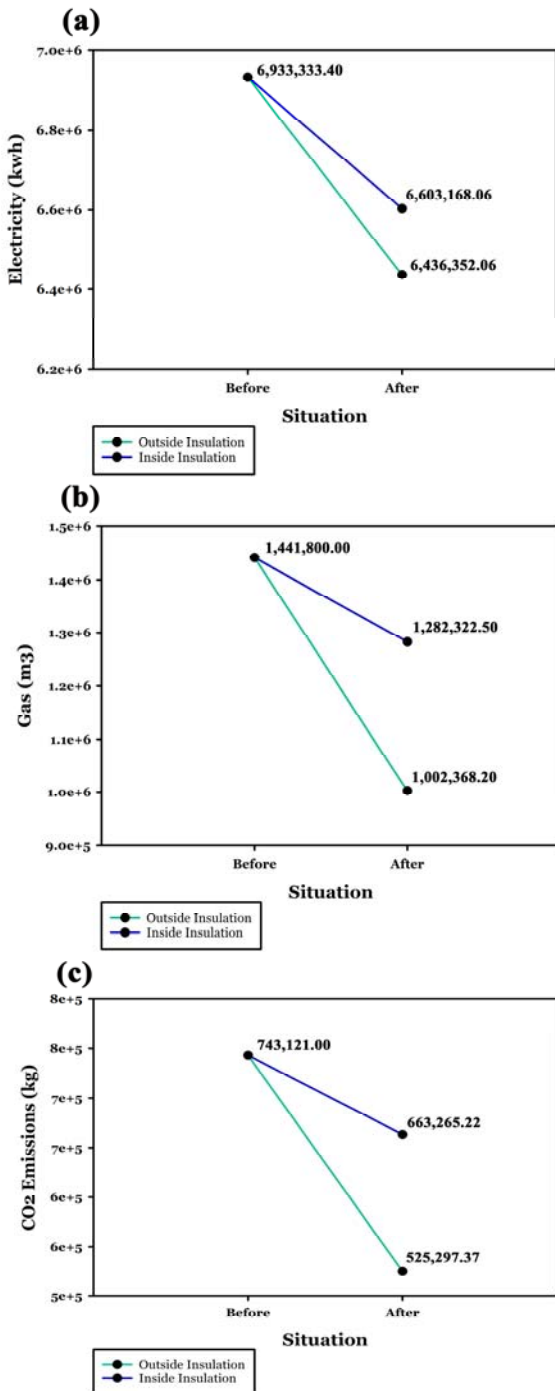 (a)
7.0e+6
6,933,333.40
6.8e+6
Electricity (kwh)
6.6e+6
6,603,168.06
6.4e+6
6,436,352.06
6.2e+6
Before After
Situation
Outside Insulation
Inside Insulation
(b)
1.5e+6
1,441,800.00
1.4e+6
1.3e+6
1,282,322.50
Gas (m3)
1.2e+6
1.1e+6
1.0e+6
1,002,368.20
9.0e+5
Before After
Situation
Outside Insulation
Inside Insulation
(c)
8e+5
743,121.00
8e+5
7e+5
663,265.22
CO2 Emissions (kg)
7e+5
6e+5
6e+5
525,297.37
5e+5
Before After
Situation
Outside Insulation
Inside Insulation